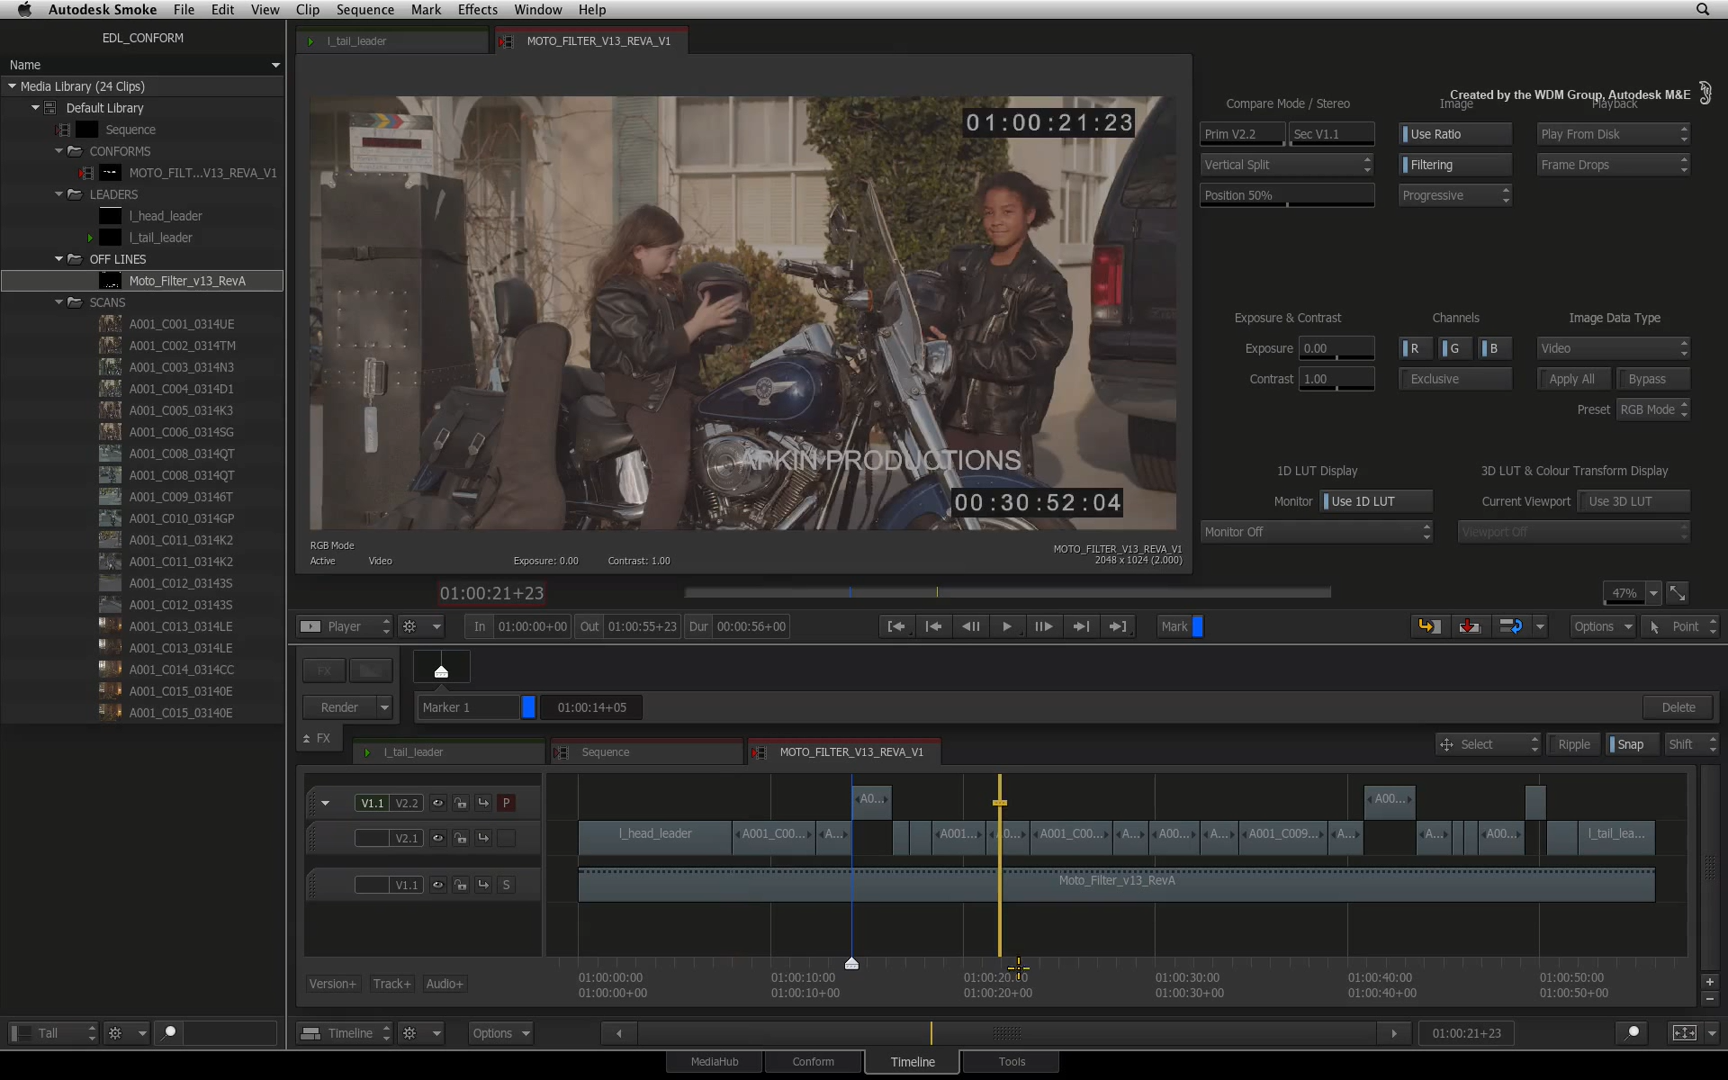 Autodesk Smoke File Edit View Clip Sequence Mark Effects Window Help
EDL_CONFORM
Name
Media Library (24 Clips)
Default Library
Sequence
CONFORMS
MOTO_FILT...V13_REVA_V1
LEADERS
l_head_leader
l_tail_leader
OFF LINES
Moto_Filter_v13_RevA
SCANS
A001_C001_0314UE
A001_C002_0314TM
A001_C003_0314N3
A001_C004_0314D1
A001_C005_0314K3
A001_C006_0314SG
A001_C008_0314QT
A001_C008_0314QT
A001_C009_03146T
A001_C010_0314GP
A001_C011_0314K2
A001_C011_0314K2
A001_C012_03143S
A001_C012_03143S
A001_C013_0314LE
A001_C013_0314LE
A001_C014_0314CC
A001_C015_03140E
A001_C015_03140E
Tall
l_tail_leader MOTO_FILTER_V13_REVA_V1
01:00:21:23
APKIN PRODUCTIONS
00:30:52:04
RGB Mode
Active Video Exposure: 0.00 Contrast: 1.00
MOTO_FILTER_V13_REVA_V1
2048 x 1024 (2.000)
Created by the WDM Group, Autodesk M&E
Compare Mode / Stereo Image Playback
Prim V2.2 Sec V1.1 Use Ratio Play From Disk
Vertical Split Filtering Frame Drops
Position 50% Progressive
Exposure & Contrast Channels Image Data Type
Exposure 0.00 R G B Video
Contrast 1.00 Exclusive Apply All Bypass
Preset RGB Mode
1D LUT Display 3D LUT & Colour Transform Display
Monitor Use 1D LUT Current Viewport Use 3D LUT
Monitor Off Viewport Off
01:00:21+23 47%
Player In 01:00:00+00 Out 01:00:55+23 Dur 00:00:56+00 Mark Options Point
FX
Render Marker 1 01:00:14+05 Delete
FX
l_tail_leader Sequence MOTO_FILTER_V13_REVA_V1 Select Ripple Snap Shift
V1.1 V2.2 P A0... A00...
V2.1 l_head_leader A001_C00... A... A001... A001_C00... A... A00... A... A001_C009... A... A... A00... l_tail_lea...
V1.1 S Moto_Filter_v13_RevA
01:00:00:00 01:00:10:00 01:00:20:00 01:00:30:00 01:00:40:00 01:00:50:00
Version+ Track+ Audio+ 01:00:00+00 01:00:10+00 01:00:20+00 01:00:30+00 01:00:40+00 01:00:50+00
Timeline Options 01:00:21+23
MediaHub Conform Timeline Tools